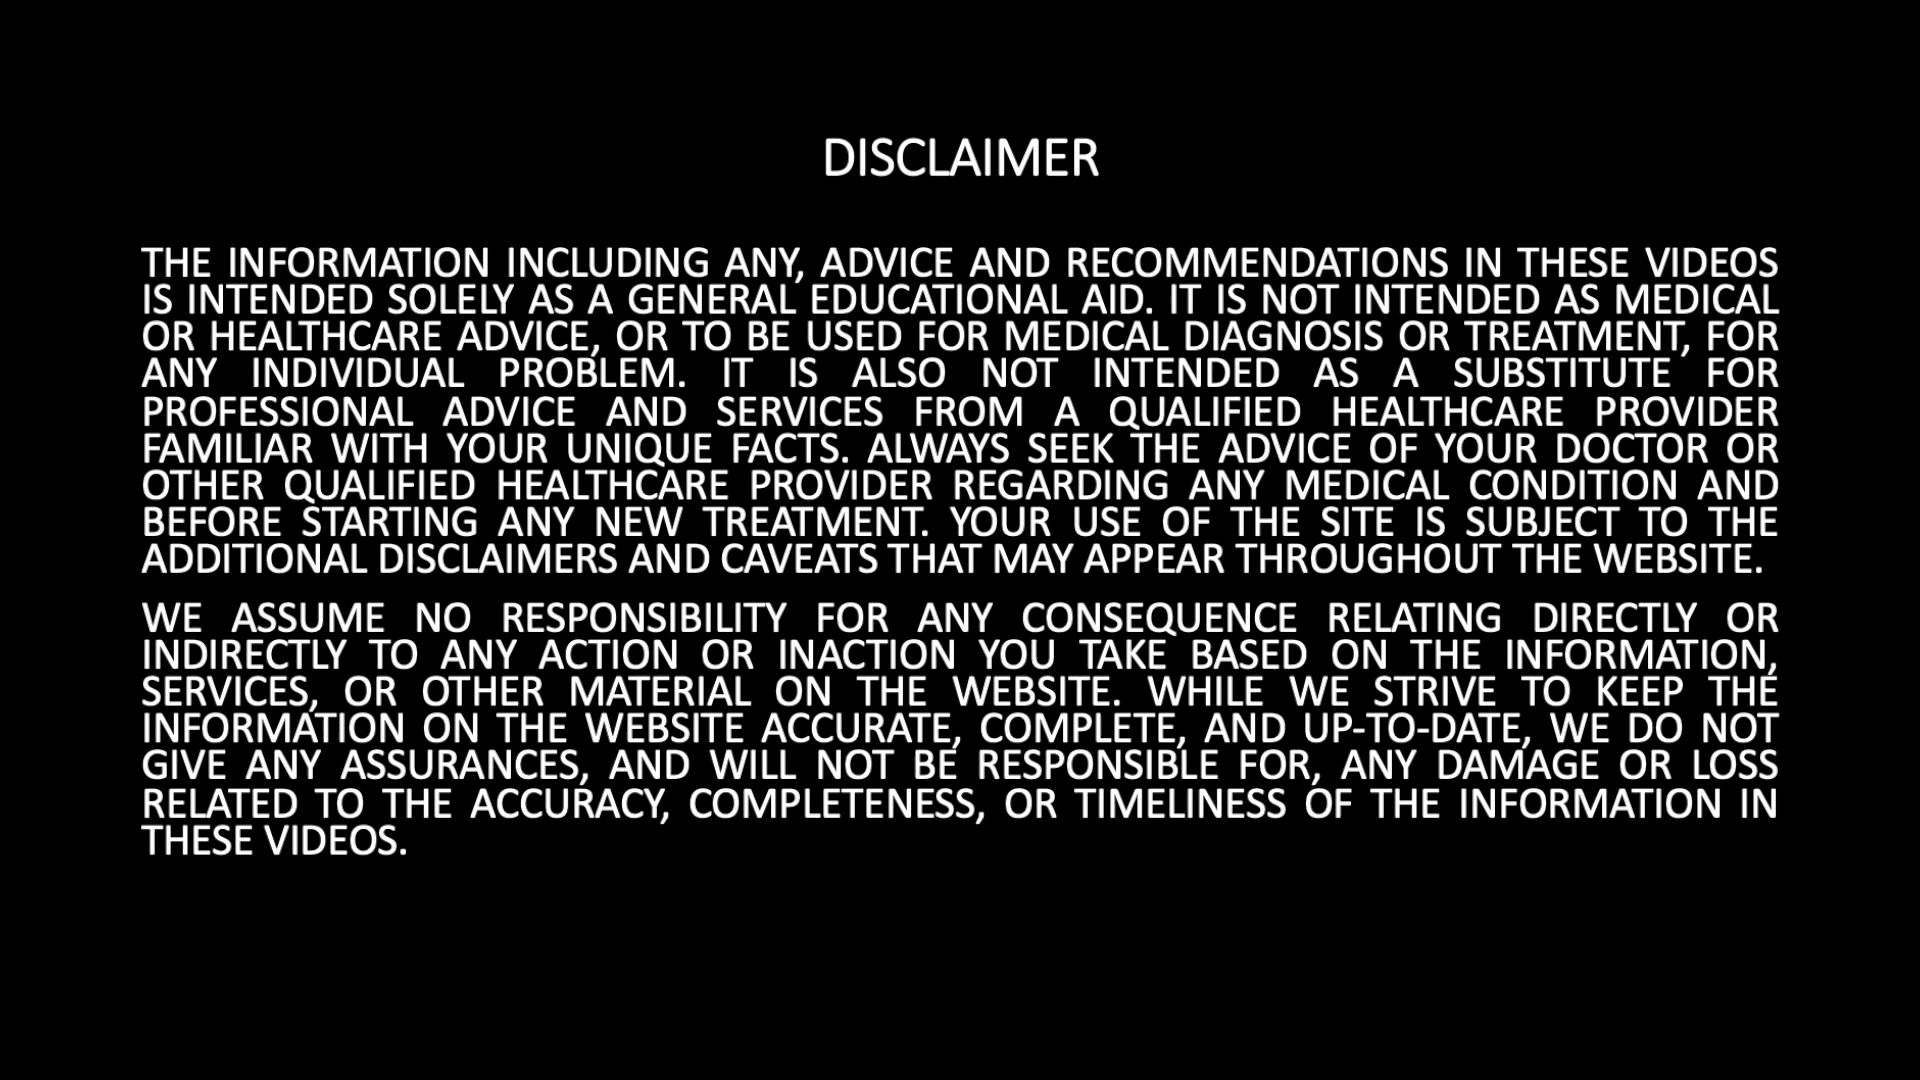 DISCLAIMER
THE INFORMATION INCLUDING ANY, ADVICE AND RECOMMENDATIONS IN THESE VIDEOS
IS INTENDED SOLELY AS A GENERAL EDUCATIONAL AID. IT IS NOT INTENDED AS MEDICAL
OR HEALTHCARE ADVICE, OR TO BE USED FOR MEDICAL DIAGNOSIS OR TREATMENT, FOR
ANY INDIVIDUAL PROBLEM. IT IS ALSO NOT INTENDED AS A SUBSTITUTE FOR
PROFESSIONAL ADVICE AND SERVICES FROM A QUALIFIED HEALTHCARE PROVIDER
FAMILIAR WITH YOUR UNIQUE FACTS. ALWAYS SEEK THE ADVICE OF YOUR DOCTOR OR
OTHER QUALIFIED HEALTHCARE PROVIDER REGARDING ANY MEDICAL CONDITION AND
BEFORE STARTING ANY NEW TREATMENT. YOUR USE OF THE SITE IS SUBJECT TO THE
ADDITIONAL DISCLAIMERS AND CAVEATS THAT MAY APPEAR THROUGHOUT THE WEBSITE.
WE ASSUME NO RESPONSIBILITY FOR ANY CONSEQUENCE RELATING DIRECTLY OR
INDIRECTLY TO ANY ACTION OR INACTION YOU TAKE BASED ON THE INFORMATION,
SERVICES, OR OTHER MATERIAL ON THE WEBSITE. WHILE WE STRIVE TO KEEP THE
INFORMATION ON THE WEBSITE ACCURATE, COMPLETE, AND UP-TO-DATE, WE DO NOT
GIVE ANY ASSURANCES, AND WILL NOT BE RESPONSIBLE FOR, ANY DAMAGE OR LOSS
RELATED TO THE ACCURACY, COMPLETENESS, OR TIMELINESS OF THE INFORMATION IN
THESE VIDEOS.